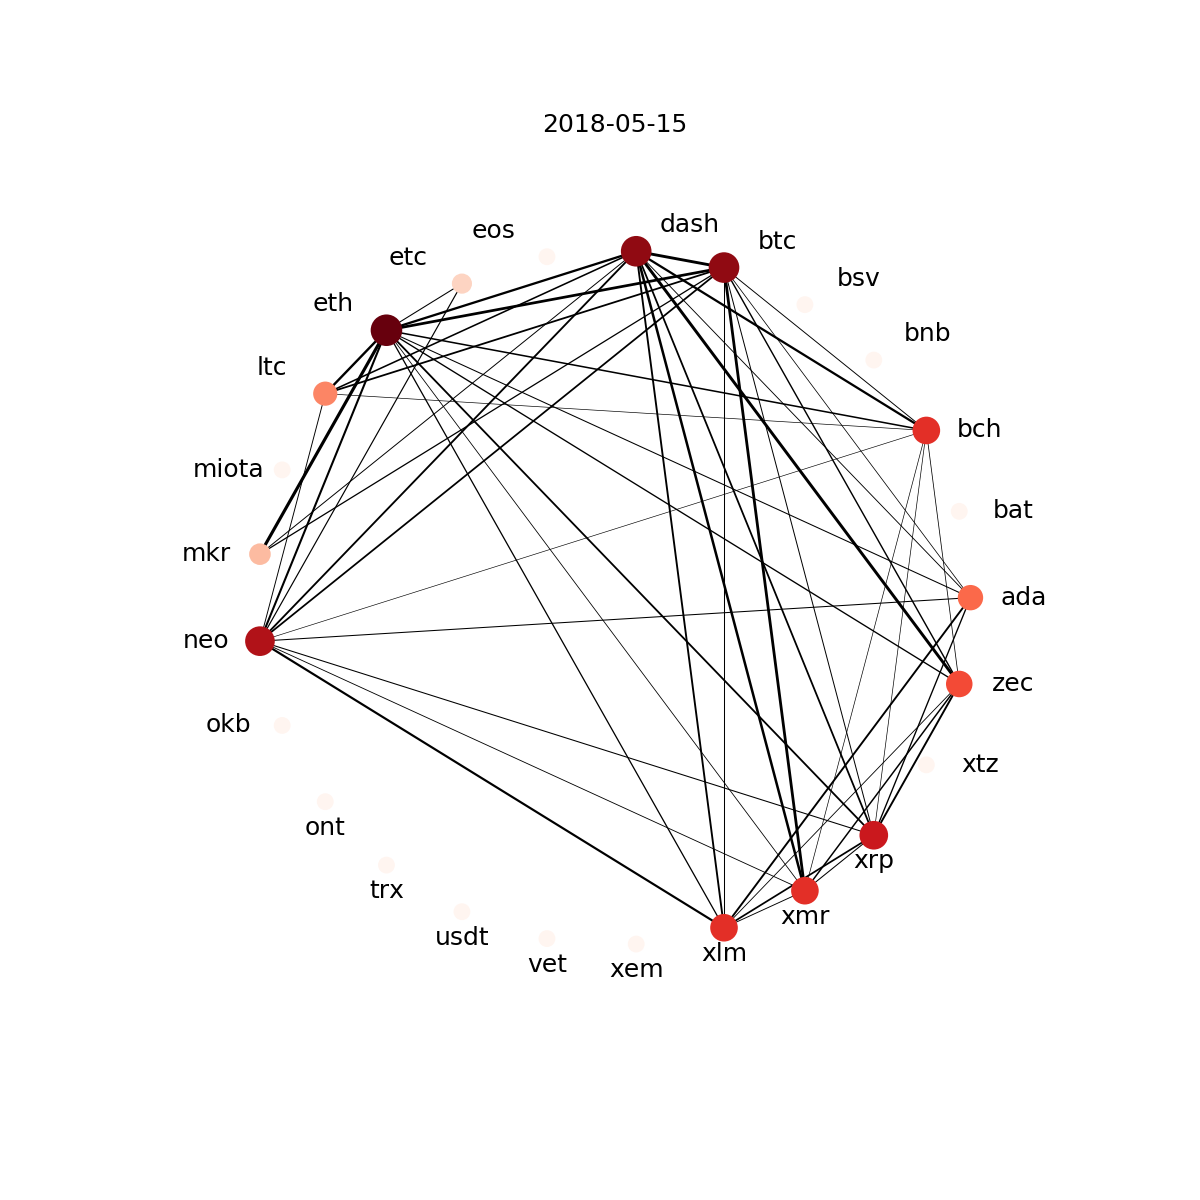 2018-05-15
dash
eos
btc
etc
bsv
eth
bnb
ltc
bch
miota
bat
mkr
ada
neo
zec
okb
xtz
ont
xrp
trx
xmr
usdt
xlm
vet
xem